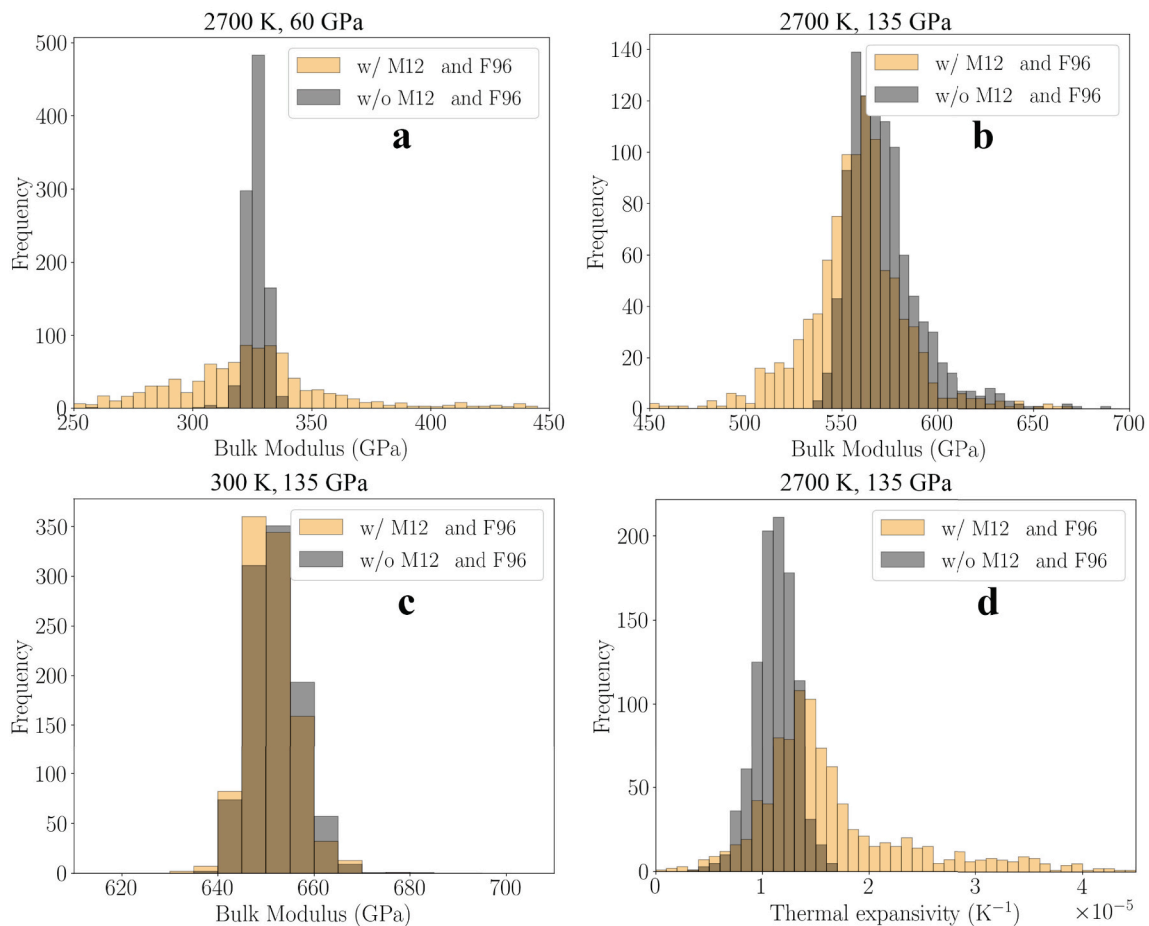 2700 K, 60 GPa
500
400
300
200
100
0
Frequency
w/ M12 and F96
w/o M12 and F96
a
250 300 350 400 450
Bulk Modulus (GPa)
2700 K, 135 GPa
140
120
100
80
60
40
20
0
Frequency
w/ M12 and F96
w/o M12 and F96
b
450 500 550 600 650 700
Bulk Modulus (GPa)
300 K, 135 GPa
350
300
250
200
150
100
50
0
Frequency
w/ M12 and F96
w/o M12 and F96
c
620 640 660 680 700
Bulk Modulus (GPa)
2700 K, 135 GPa
200
150
100
50
0
Frequency
w/ M12 and F96
w/o M12 and F96
d
0 1 2 3 4
Thermal expansivity (K⁻¹) ×10⁻⁵